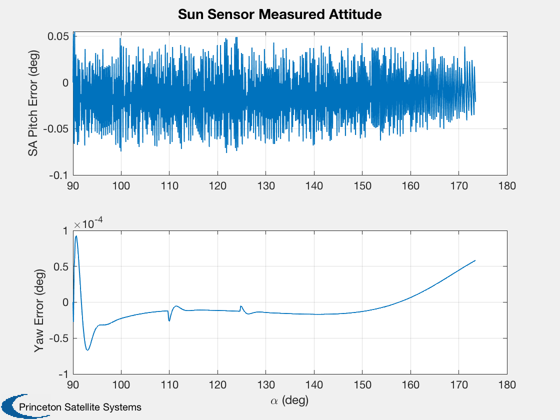 Sun Sensor Measured Attitude
SA Pitch Error (deg)
0.05
0
-0.05
-0.1
90 100 110 120 130 140 150 160 170 180
×10-4
Yaw Error (deg)
1
0.5
0
-0.5
-1
90 100 110 120 130 140 150 160 170 180
α (deg)
Princeton Satellite Systems